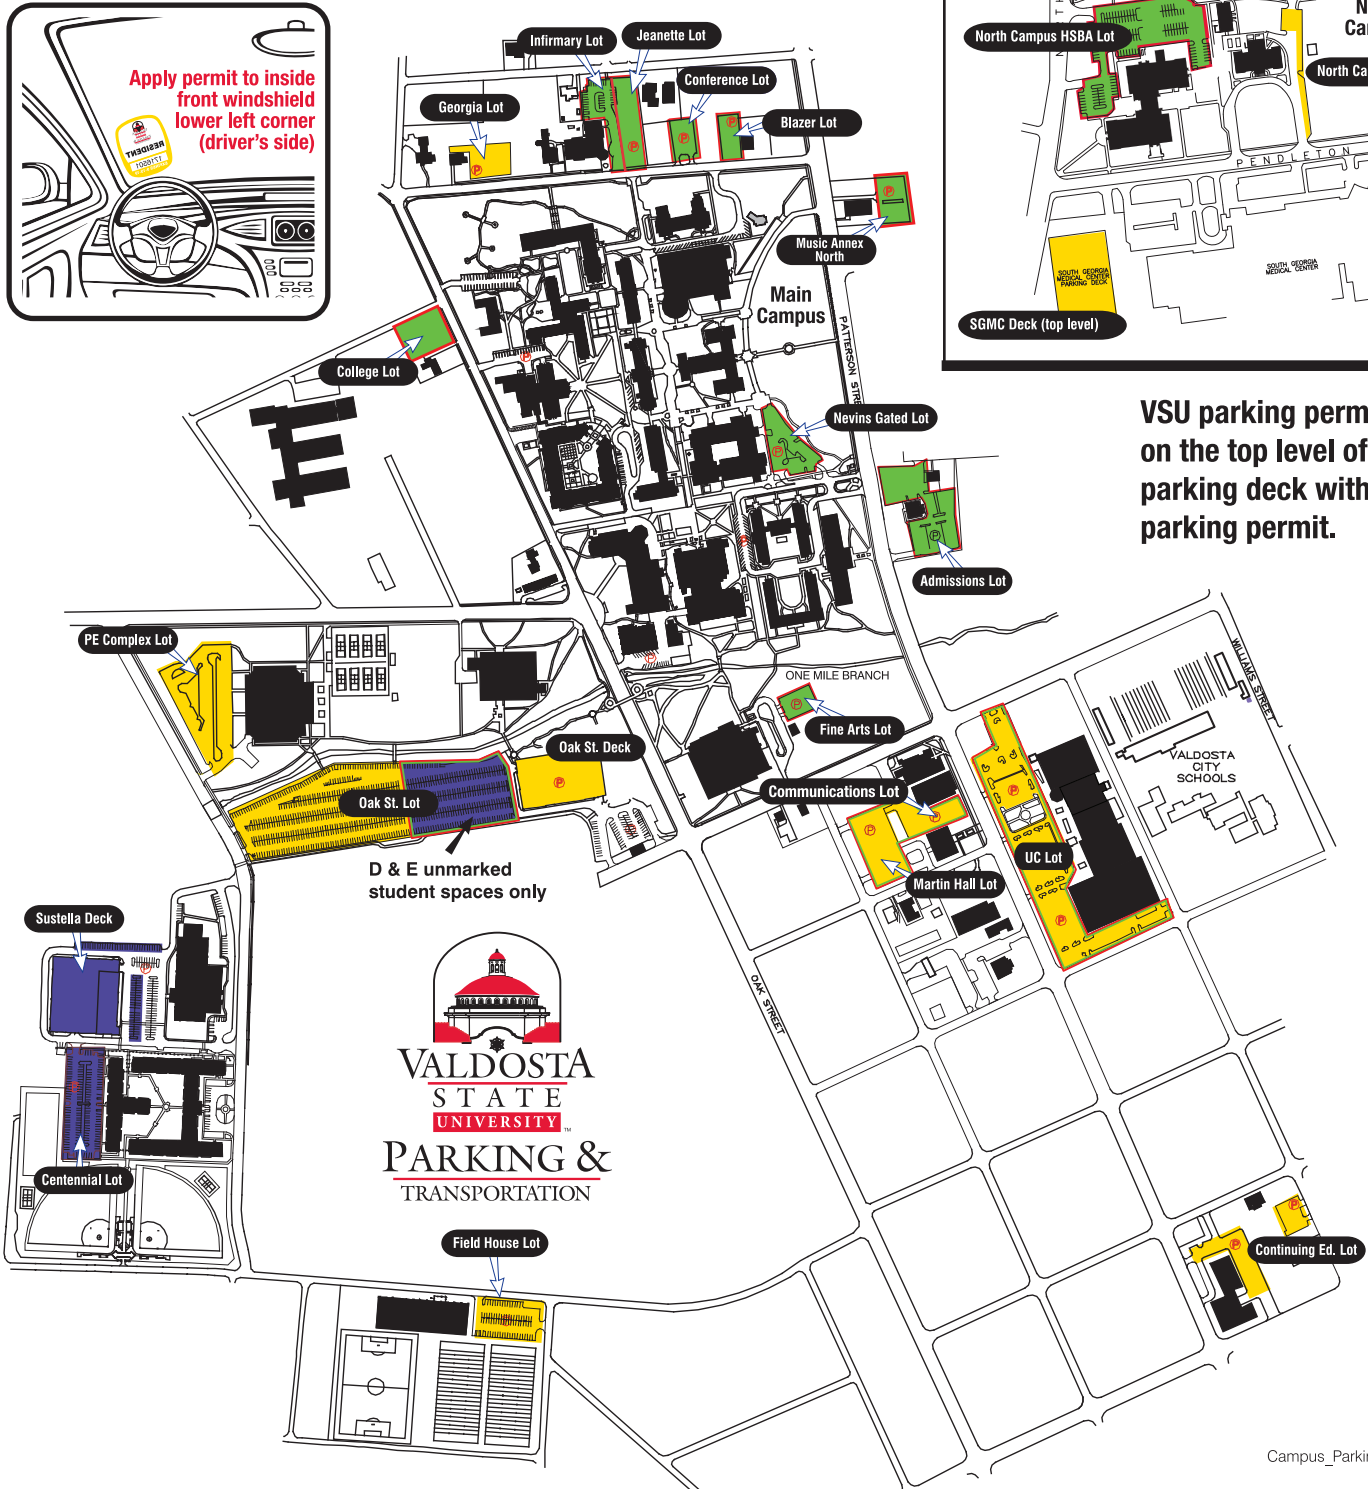 Apply permit to inside
front windshield
lower left corner
(driver's side)
RESIDENT
1216501
Infirmary Lot
Jeanette Lot
Conference Lot
Georgia Lot
Blazer Lot
Music Annex
North
Main
Campus
PATTERSON STREET
College Lot
Nevins Gated Lot
Admissions Lot
North Campus HSBA Lot
N
Ca
North Ca
PENDLETON
SOUTH GEORGIA
MEDICAL CENTER
PARKING DECK
SOUTH GEORGIA
MEDICAL CENTER
SGMC Deck (top level)
VSU parking perm
on the top level of
parking deck with
parking permit.
PE Complex Lot
ONE MILE BRANCH
Fine Arts Lot
Oak St. Deck
Oak St. Lot
D & E unmarked
student spaces only
Communications Lot
Martin Hall Lot
UC Lot
WILLIAMS STREET
VALDOSTA
CITY
SCHOOLS
Sustella Deck
Centennial Lot
OAK STREET
VALDOSTA
STATE
UNIVERSITY™
PARKING &
TRANSPORTATION
Field House Lot
Continuing Ed. Lot
Campus_Parkin